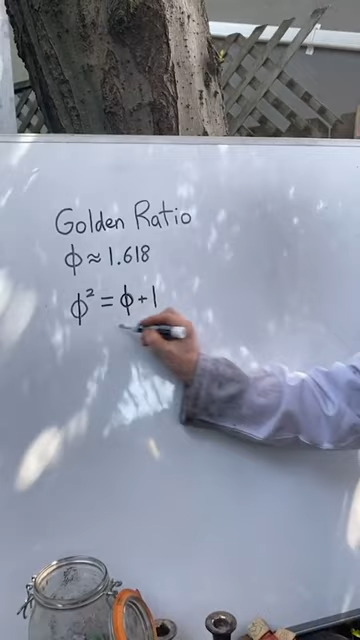 Golden Ratio
ϕ ≈ 1.618
ϕ² = ϕ + 1